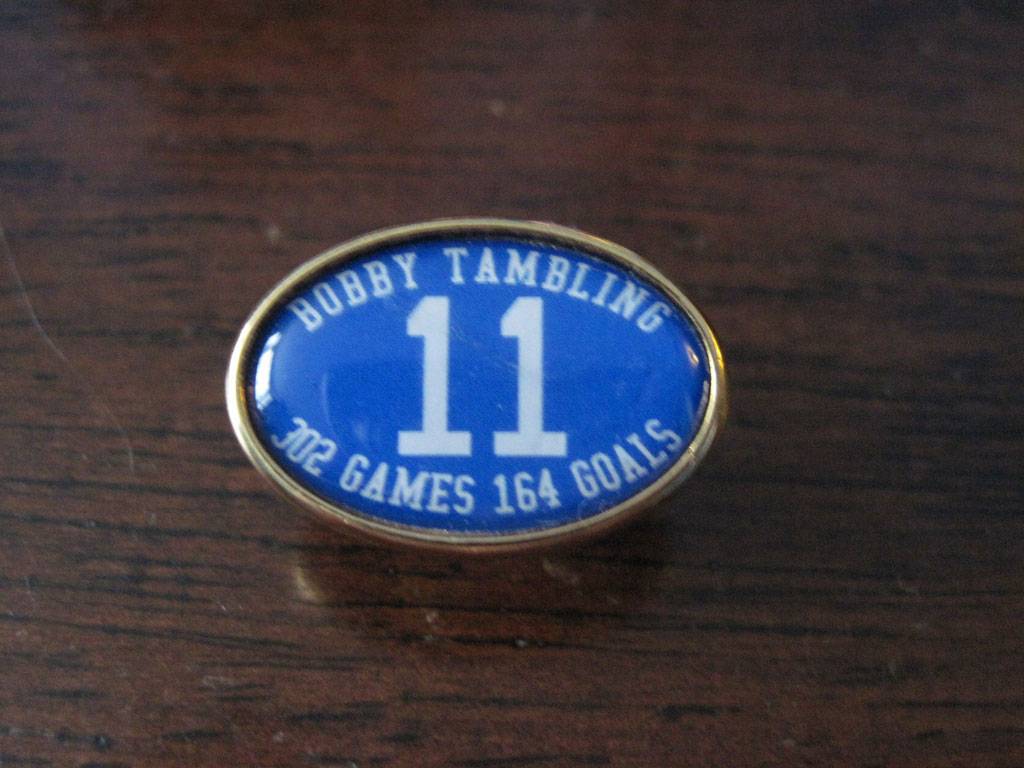 BOBBY TAMBLING
11
302 GAMES 164 GOALS